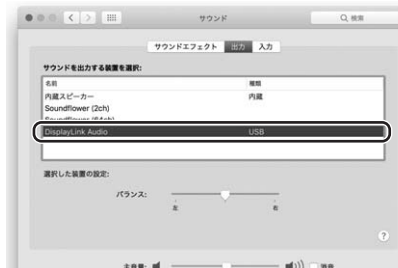 サウンド
検索
サウンドエフェクト 出力 入力
サウンドを出力する装置を選択:
名前 種類
内蔵スピーカー 内蔵
Soundflower (2ch)
Soundflower (64ch)
DisplayLink Audio USB
選択した装置の設定:
バランス:
左 右
?
主音量: 消音